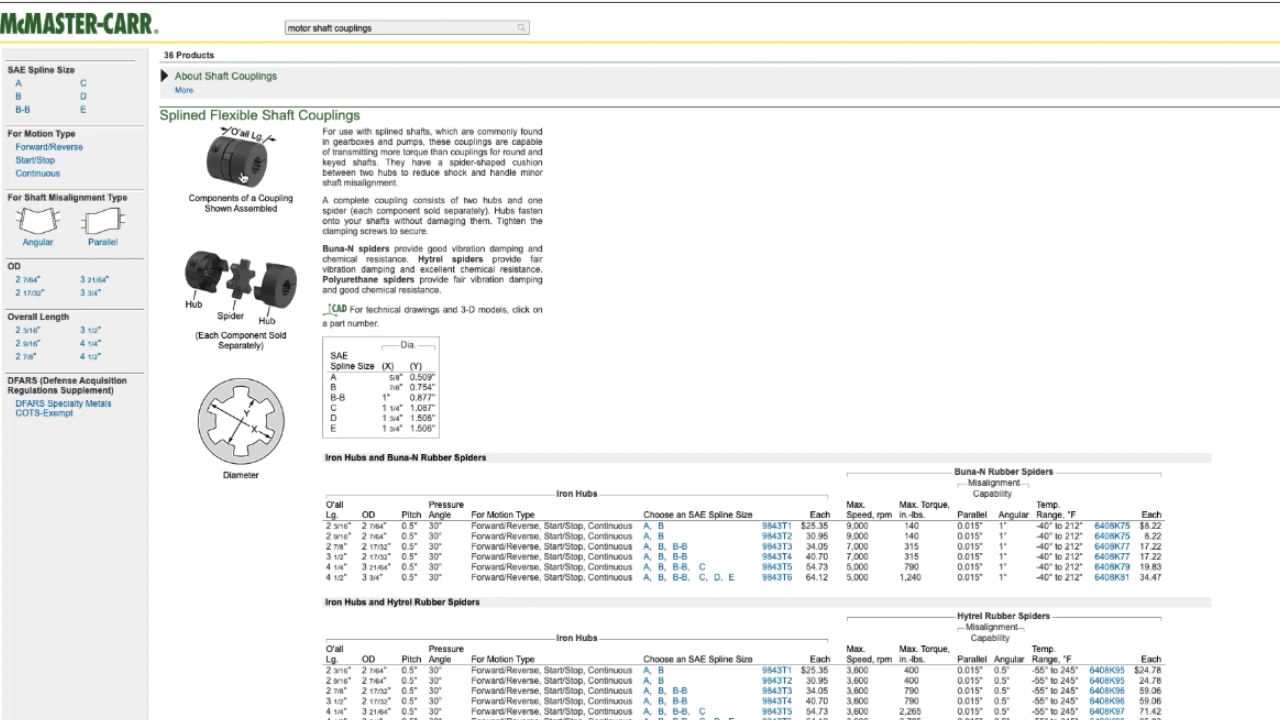 McMASTER-CARR.
motor shaft couplings
36 Products
About Shaft Couplings
More
SAE Spline Size
A C
B D
B-B E
For Motion Type
Forward/Reverse
Start/Stop
Continuous
For Shaft Misalignment Type
Angular Parallel
OD
2 7/64" 3 21/64"
2 17/32" 3 3/4"
Overall Length
2 3/16" 3 1/2"
2 9/16" 4 1/4"
2 7/8" 4 1/2"
DFARS (Defense Acquisition
Regulations Supplement)
DFARS Specialty Metals
COTS-Exempt
Splined Flexible Shaft Couplings
O'all Lg.
Components of a Coupling
Shown Assembled
Hub
Spider
Hub
(Each Component Sold
Separately)
Y
X
Diameter
For use with splined shafts, which are commonly found
in gearboxes and pumps, these couplings are capable
of transmitting more torque than couplings for round and
keyed shafts. They have a spider-shaped cushion
between two hubs to reduce shock and handle minor
shaft misalignment.
A complete coupling consists of two hubs and one
spider (each component sold separately). Hubs fasten
onto your shafts without damaging them. Tighten the
clamping screws to secure.
Buna-N spiders provide good vibration damping and
chemical resistance. Hytrel spiders provide fair
vibration damping and excellent chemical resistance.
Polyurethane spiders provide fair vibration damping
and good chemical resistance.
CAD For technical drawings and 3-D models, click on
a part number.
Dia.
SAE
Spline Size (X) (Y)
A 5/8" 0.509"
B 7/8" 0.754"
B-B 1" 0.877"
C 1 1/4" 1.087"
D 1 3/4" 1.506"
E 1 3/4" 1.506"
Iron Hubs and Buna-N Rubber Spiders
Buna-N Rubber Spiders
Misalignment
Iron Hubs Capability
O'all Pressure Max. Max. Torque, Temp.
Lg. OD Pitch Angle For Motion Type Choose an SAE Spline Size Each Speed, rpm in.-lbs. Parallel Angular Range, °F Each
2 3/16" 2 7/64" 0.5" 30° Forward/Reverse, Start/Stop, Continuous A, B 9843T1 $25.35 9,000 140 0.015" 1° -40° to 212° 6408K75 $8.22
2 9/16" 2 7/64" 0.5" 30° Forward/Reverse, Start/Stop, Continuous A, B 9843T2 30.95 9,000 140 0.015" 1° -40° to 212° 6408K75 8.22
2 7/8" 2 17/32" 0.5" 30° Forward/Reverse, Start/Stop, Continuous A, B, B-B 9843T3 34.05 7,000 315 0.015" 1° -40° to 212° 6408K77 17.22
3 1/2" 2 17/32" 0.5" 30° Forward/Reverse, Start/Stop, Continuous A, B, B-B 9843T4 40.70 7,000 315 0.015" 1° -40° to 212° 6408K77 17.22
4 1/4" 3 21/64" 0.5" 30° Forward/Reverse, Start/Stop, Continuous A, B, B-B, C 9843T5 54.73 5,000 790 0.015" 1° -40° to 212° 6408K79 19.83
4 1/2" 3 3/4" 0.5" 30° Forward/Reverse, Start/Stop, Continuous A, B, B-B, C, D, E 9843T6 64.12 5,000 1,240 0.015" 1° -40° to 212° 6408K81 34.47
Iron Hubs and Hytrel Rubber Spiders
Hytrel Rubber Spiders
Misalignment
Iron Hubs Capability
O'all Pressure Max. Max. Torque, Temp.
Lg. OD Pitch Angle For Motion Type Choose an SAE Spline Size Each Speed, rpm in.-lbs. Parallel Angular Range, °F Each
2 3/16" 2 7/64" 0.5" 30° Forward/Reverse, Start/Stop, Continuous A, B 9843T1 $25.35 3,600 400 0.015" 0.5° -55° to 245° 6408K95 $24.78
2 9/16" 2 7/64" 0.5" 30° Forward/Reverse, Start/Stop, Continuous A, B 9843T2 30.95 3,600 400 0.015" 0.5° -55° to 245° 6408K95 24.78
2 7/8" 2 17/32" 0.5" 30° Forward/Reverse, Start/Stop, Continuous A, B, B-B 9843T3 34.05 3,600 790 0.015" 0.5° -55° to 245° 6408K96 59.06
3 1/2" 2 17/32" 0.5" 30° Forward/Reverse, Start/Stop, Continuous A, B, B-B 9843T4 40.70 3,600 790 0.015" 0.5° -55° to 245° 6408K96 59.06
4 1/4" 3 21/64" 0.5" 30° Forward/Reverse, Start/Stop, Continuous A, B, B-B, C 9843T5 54.73 3,600 2,265 0.015" 0.5° -55° to 245° 6408K97 71.42